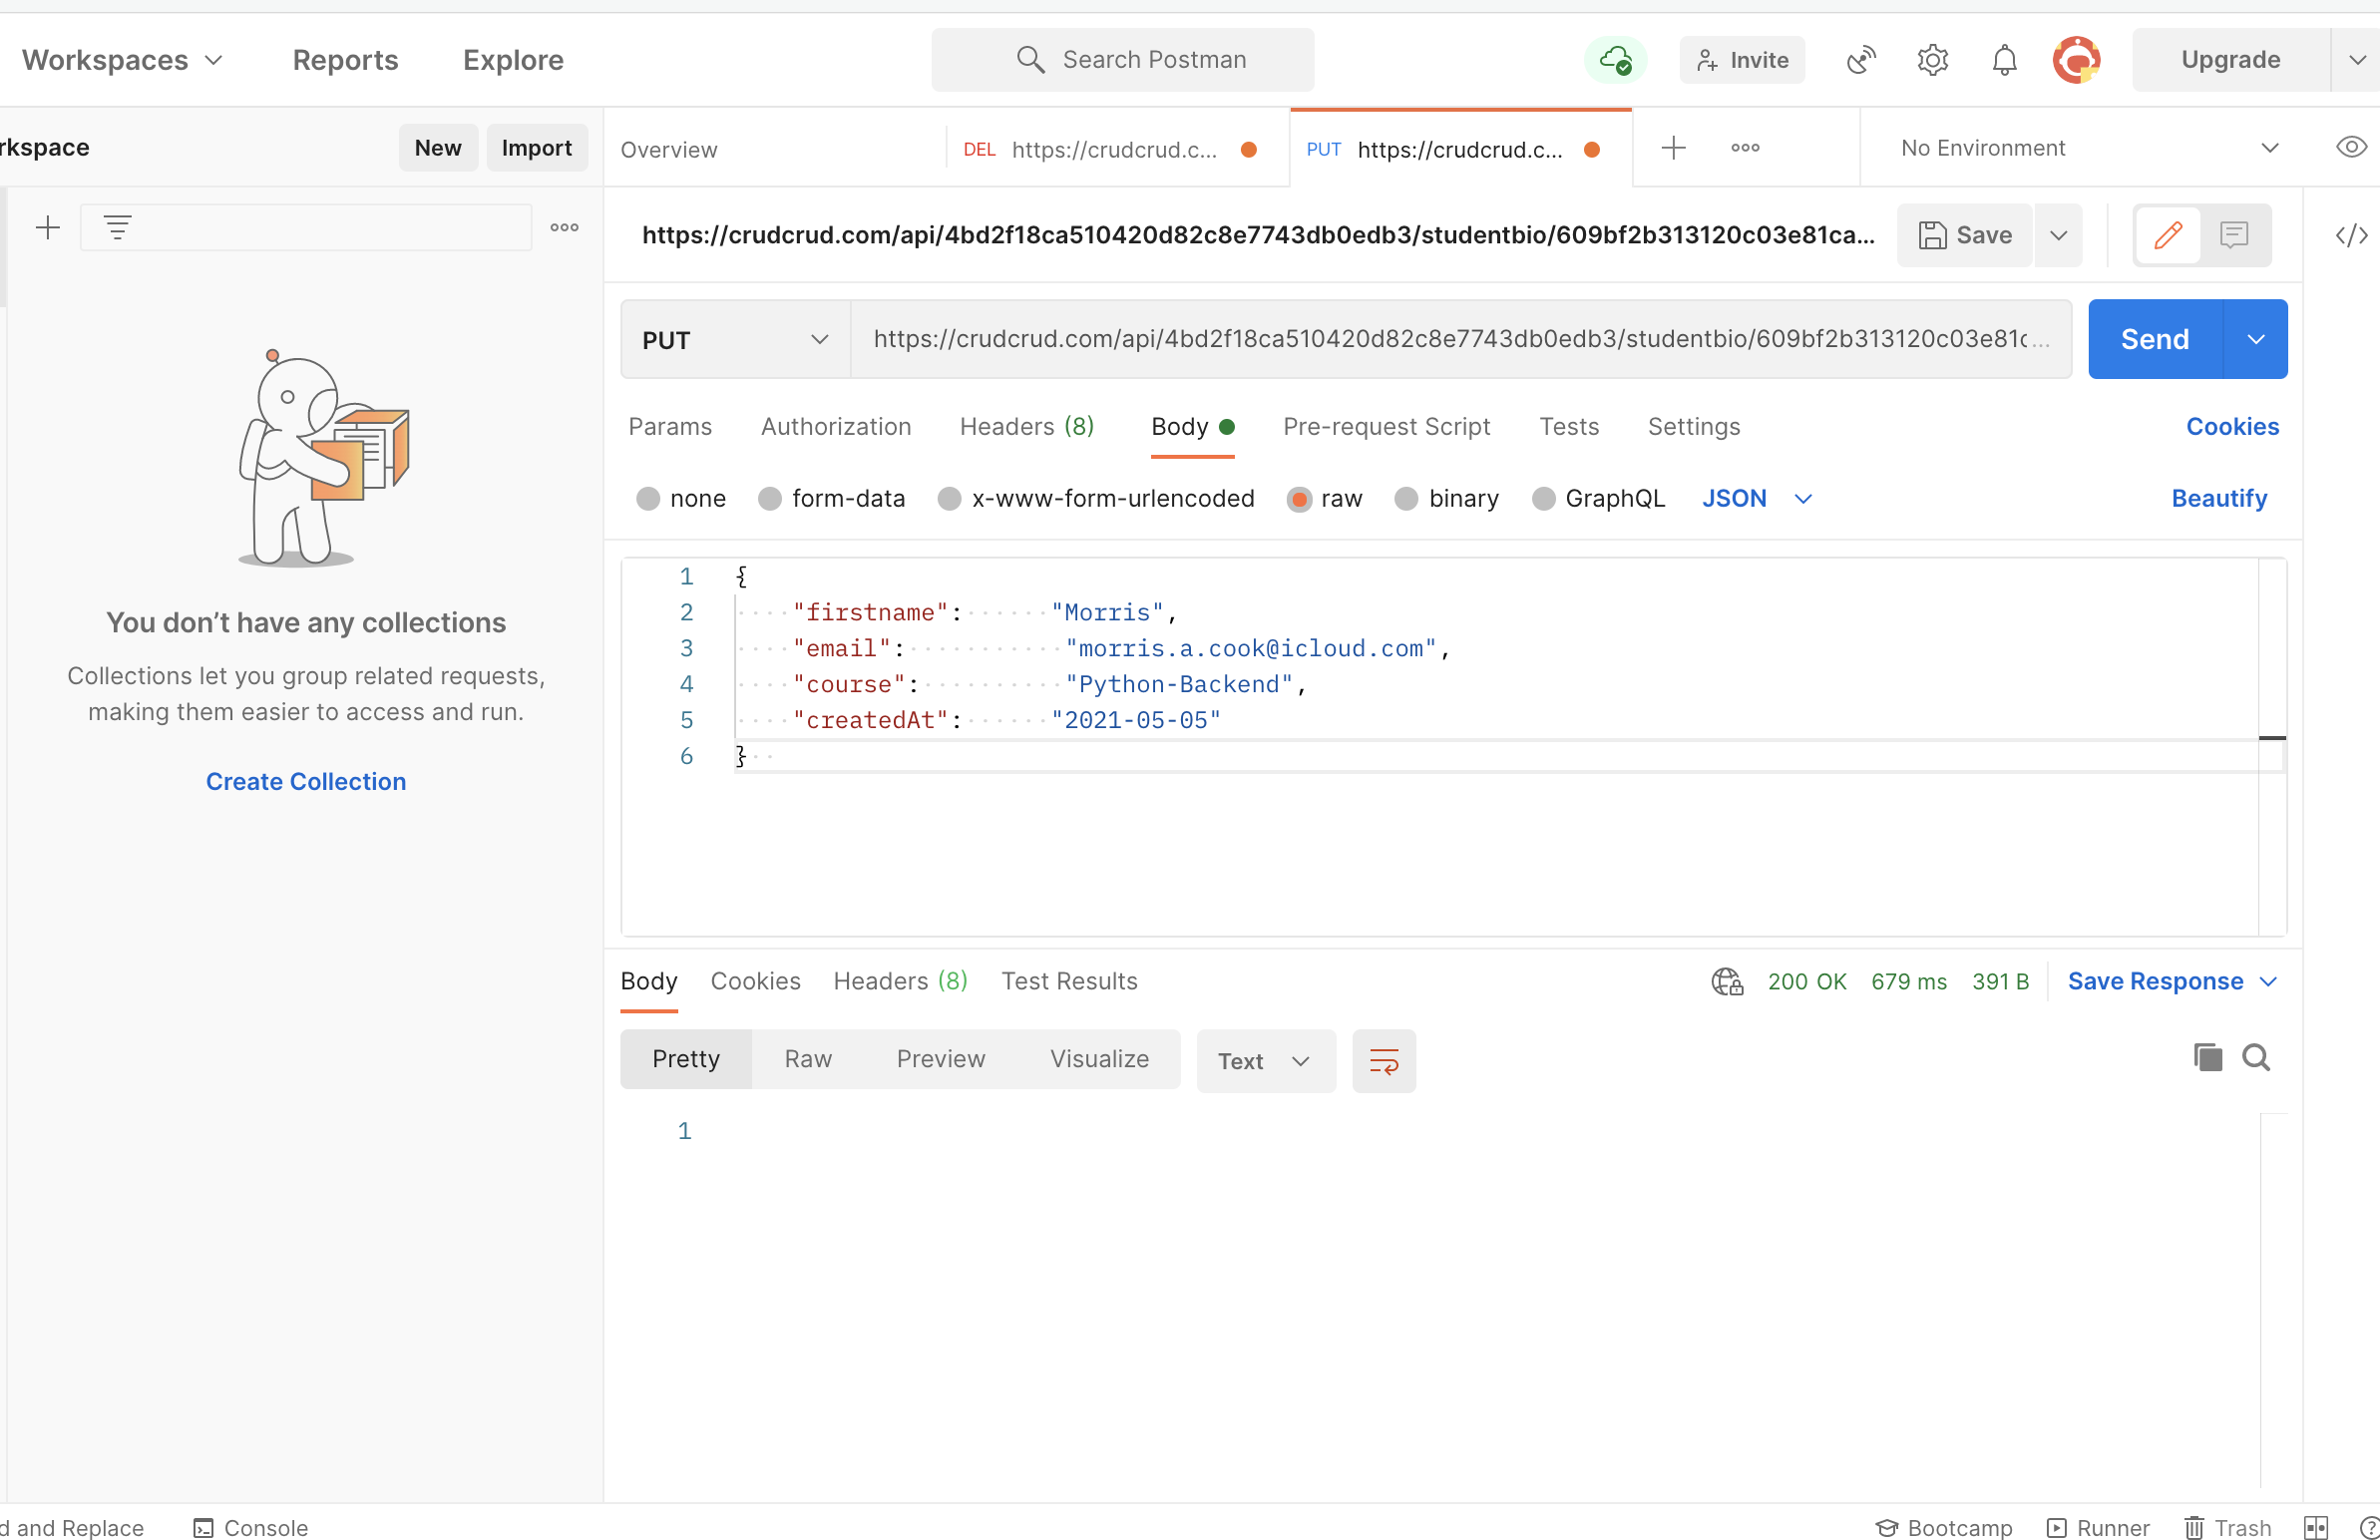 Workspaces Reports Explore Search Postman Invite Upgrade
rkspace New Import Overview DEL https://crudcrud.c... PUT https://crudcrud.c... No Environment
https://crudcrud.com/api/4bd2f18ca510420d82c8e7743db0edb3/studentbio/609bf2b313120c03e81ca... Save
PUT https://crudcrud.com/api/4bd2f18ca510420d82c8e7743db0edb3/studentbio/609bf2b313120c03e81c... Send
Params Authorization Headers (8) Body Pre-request Script Tests Settings Cookies
none form-data x-www-form-urlencoded raw binary GraphQL JSON Beautify
You don’t have any collections
Collections let you group related requests,
making them easier to access and run.
Create Collection
1 {
2 "firstname": "Morris",
3 "email": "morris.a.cook@icloud.com",
4 "course": "Python-Backend",
5 "createdAt": "2021-05-05"
6 }
Body Cookies Headers (8) Test Results 200 OK 679 ms 391 B Save Response
Pretty Raw Preview Visualize Text
1
d and Replace Console Bootcamp Runner Trash